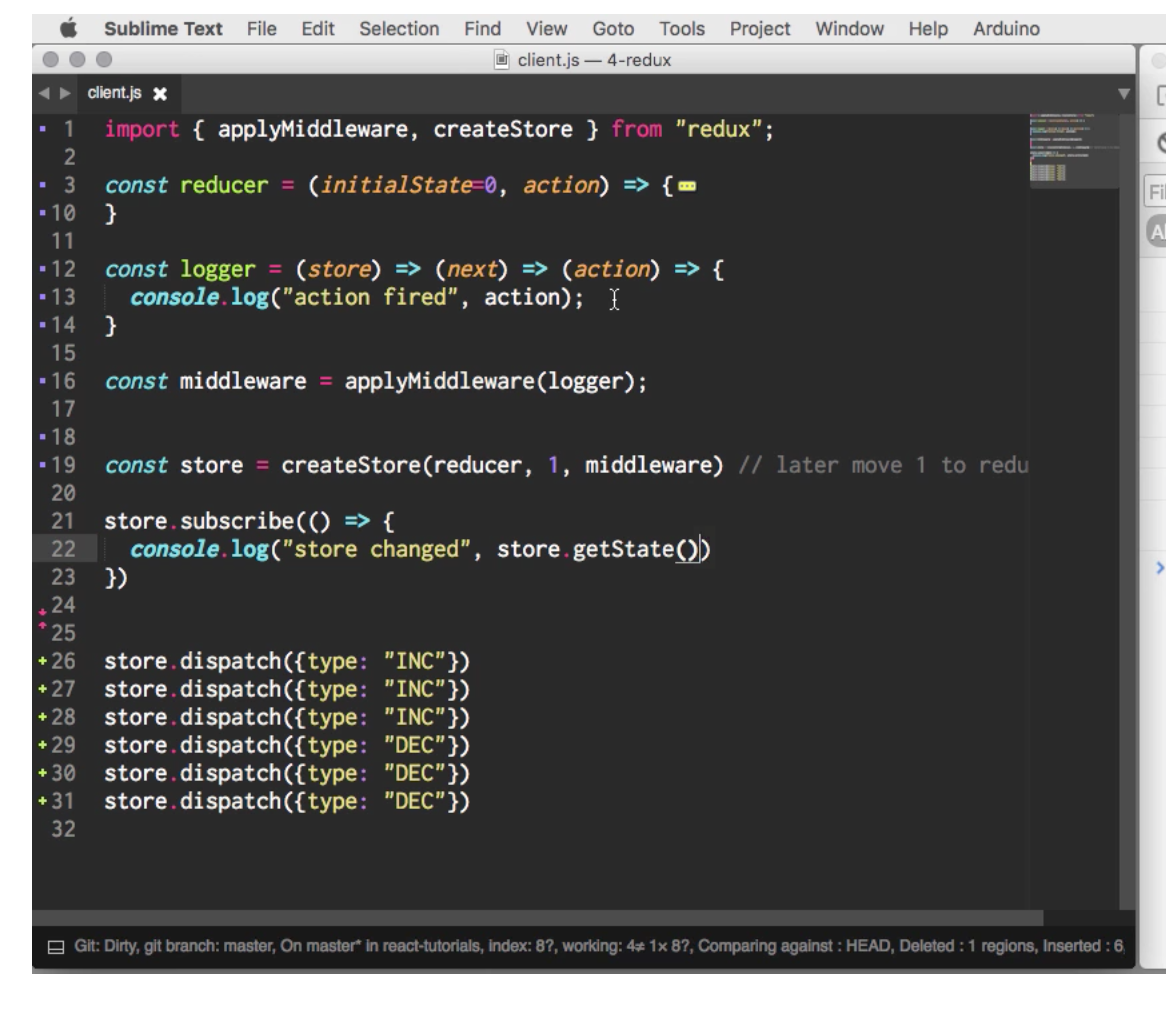 Sublime Text File Edit Selection Find View Goto Tools Project Window Help Arduino
client.js — 4-redux
client.js
1 import { applyMiddleware, createStore } from "redux";
2
3 const reducer = (initialState=0, action) => {
10 }
11
12 const logger = (store) => (next) => (action) => {
13 console.log("action fired", action);
14 }
15
16 const middleware = applyMiddleware(logger);
17
18
19 const store = createStore(reducer, 1, middleware) // later move 1 to redu
20
21 store.subscribe(() => {
22 console.log("store changed", store.getState())
23 })
24
25
26 store.dispatch({type: "INC"})
27 store.dispatch({type: "INC"})
28 store.dispatch({type: "INC"})
29 store.dispatch({type: "DEC"})
30 store.dispatch({type: "DEC"})
31 store.dispatch({type: "DEC"})
32
Git: Dirty, git branch: master, On master* in react-tutorials, index: 8?, working: 4≠ 1× 8?, Comparing against : HEAD, Deleted : 1 regions, Inserted : 6,